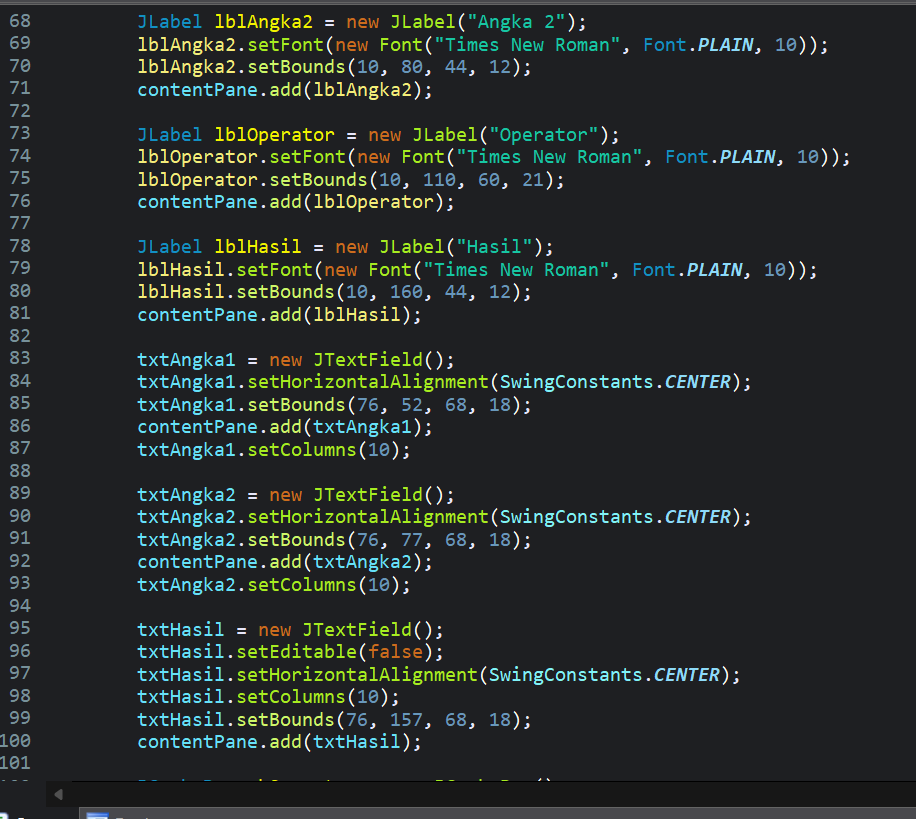 68 JLabel lblAngka2 = new JLabel("Angka 2");
69 lblAngka2.setFont(new Font("Times New Roman", Font.PLAIN, 10));
70 lblAngka2.setBounds(10, 80, 44, 12);
71 contentPane.add(lblAngka2);
72
73 JLabel lblOperator = new JLabel("Operator");
74 lblOperator.setFont(new Font("Times New Roman", Font.PLAIN, 10));
75 lblOperator.setBounds(10, 110, 60, 21);
76 contentPane.add(lblOperator);
77
78 JLabel lblHasil = new JLabel("Hasil");
79 lblHasil.setFont(new Font("Times New Roman", Font.PLAIN, 10));
80 lblHasil.setBounds(10, 160, 44, 12);
81 contentPane.add(lblHasil);
82
83 txtAngka1 = new JTextField();
84 txtAngka1.setHorizontalAlignment(SwingConstants.CENTER);
85 txtAngka1.setBounds(76, 52, 68, 18);
86 contentPane.add(txtAngka1);
87 txtAngka1.setColumns(10);
88
89 txtAngka2 = new JTextField();
90 txtAngka2.setHorizontalAlignment(SwingConstants.CENTER);
91 txtAngka2.setBounds(76, 77, 68, 18);
92 contentPane.add(txtAngka2);
93 txtAngka2.setColumns(10);
94
95 txtHasil = new JTextField();
96 txtHasil.setEditable(false);
97 txtHasil.setHorizontalAlignment(SwingConstants.CENTER);
98 txtHasil.setColumns(10);
99 txtHasil.setBounds(76, 157, 68, 18);
100 contentPane.add(txtHasil);
101